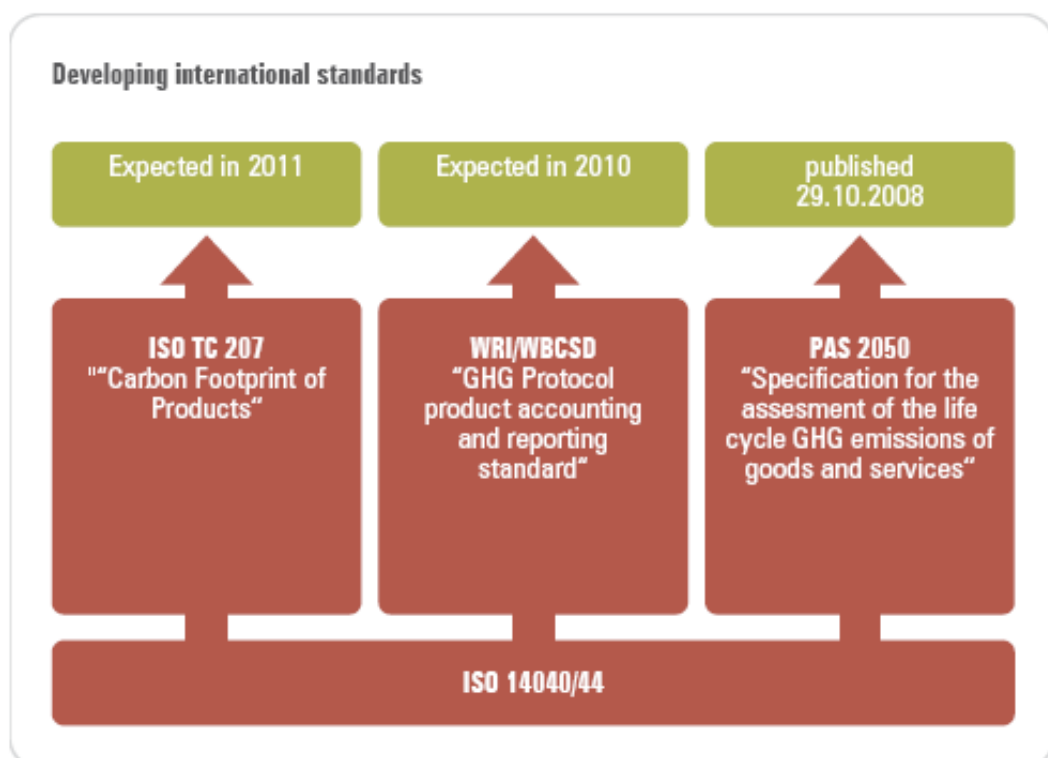 Developing international standards
Expected in 2011
Expected in 2010
published
29.10.2008
ISO TC 207
"“Carbon Footprint of
Products“
WRI/WBCSD
“GHG Protocol
product accounting
and reporting
standard“
PAS 2050
“Specification for the
assesment of the life
cycle GHG emissions of
goods and services“
ISO 14040/44